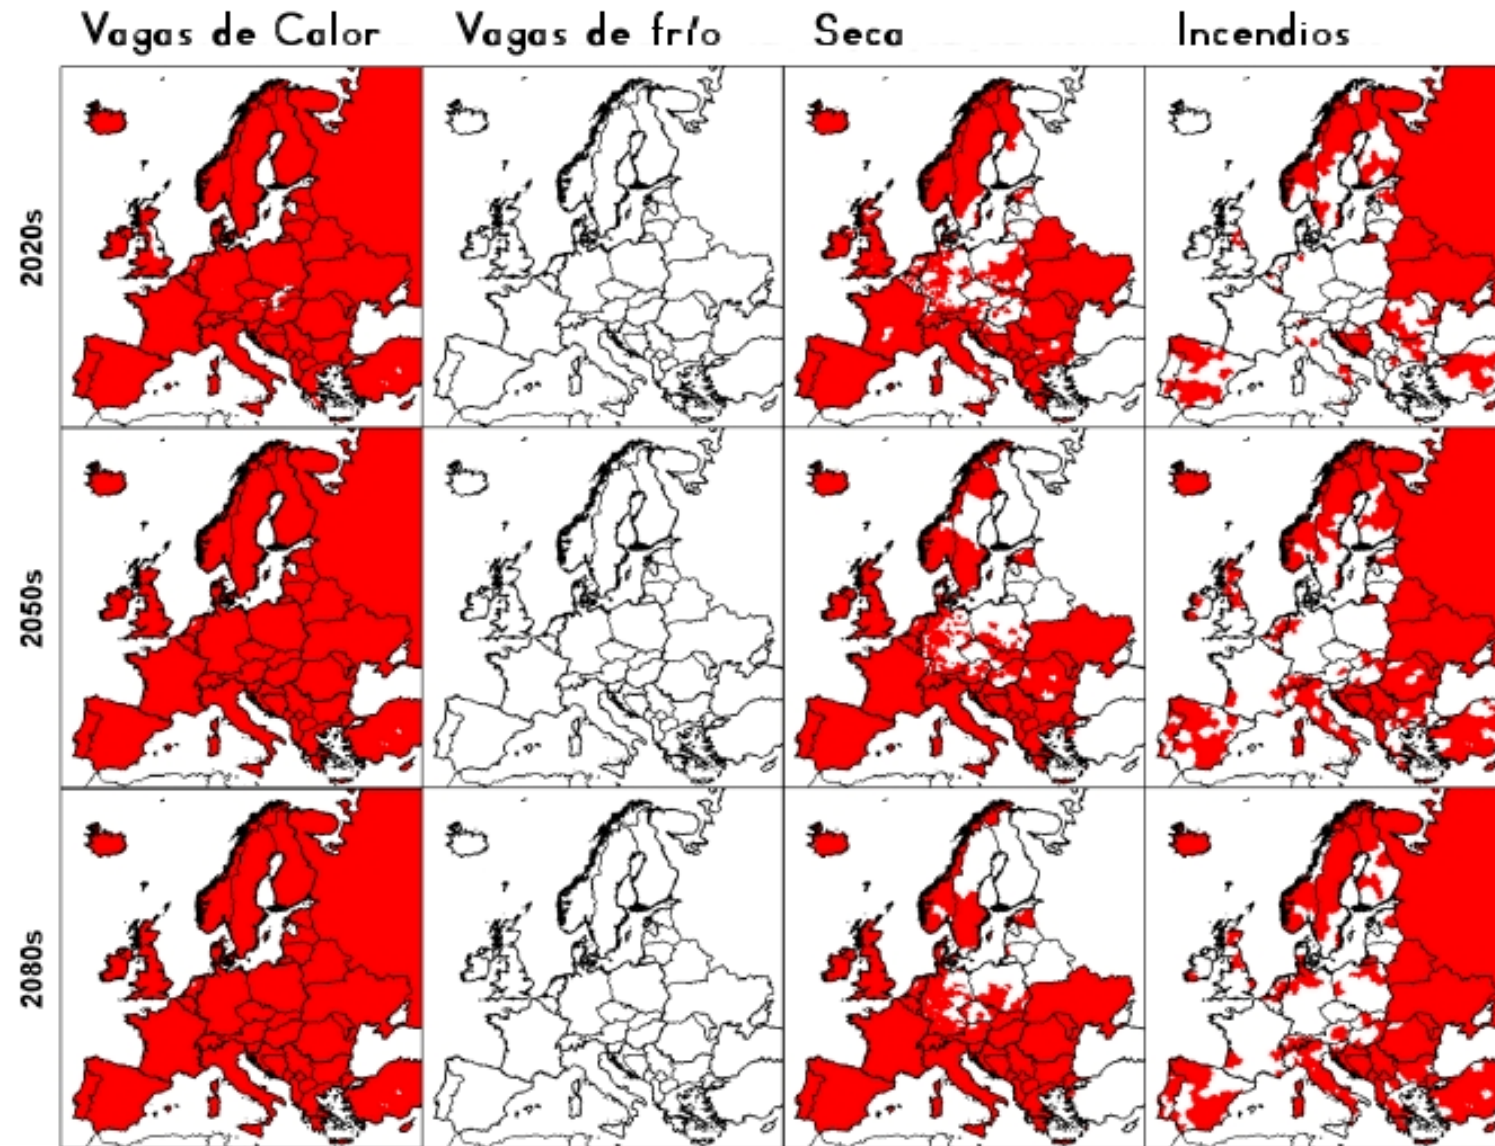 Vagas de Calor
Vagas de frío
Seca
Incendios
2020s
2050s
2080s